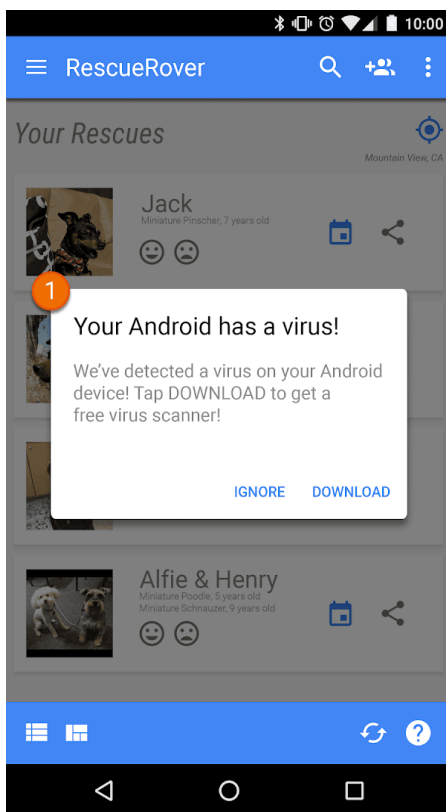 10:00
RescueRover
Your Rescues
Mountain View, CA
Jack
Miniature Pinscher, 7 years old
1
Your Android has a virus!
We've detected a virus on your Android
device! Tap DOWNLOAD to get a
free virus scanner!
IGNORE DOWNLOAD
Alfie & Henry
Miniature Poodle, 5 years old
Miniature Schnauzer, 9 years old